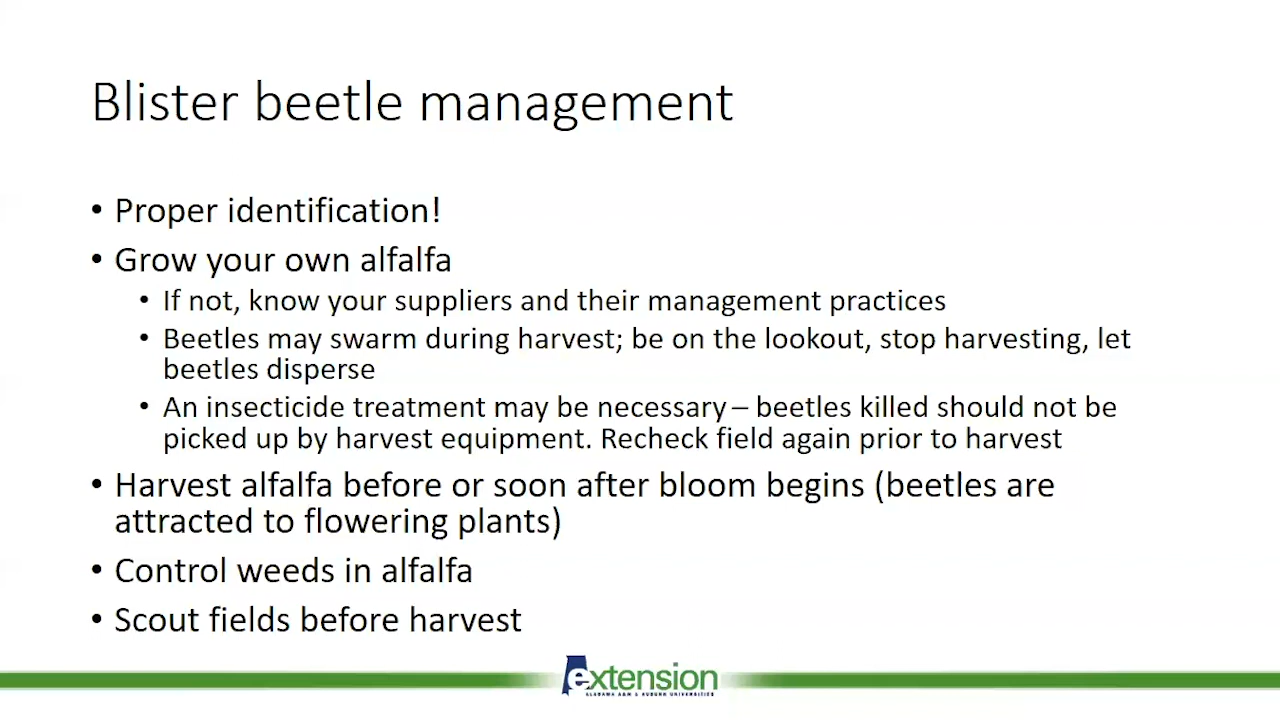 Blister beetle management
• Proper identification!
• Grow your own alfalfa
• If not, know your suppliers and their management practices
• Beetles may swarm during harvest; be on the lookout, stop harvesting, let
beetles disperse
• An insecticide treatment may be necessary – beetles killed should not be
picked up by harvest equipment. Recheck field again prior to harvest
• Harvest alfalfa before or soon after bloom begins (beetles are
attracted to flowering plants)
• Control weeds in alfalfa
• Scout fields before harvest
extension
ALABAMA A&M & AUBURN UNIVERSITIES